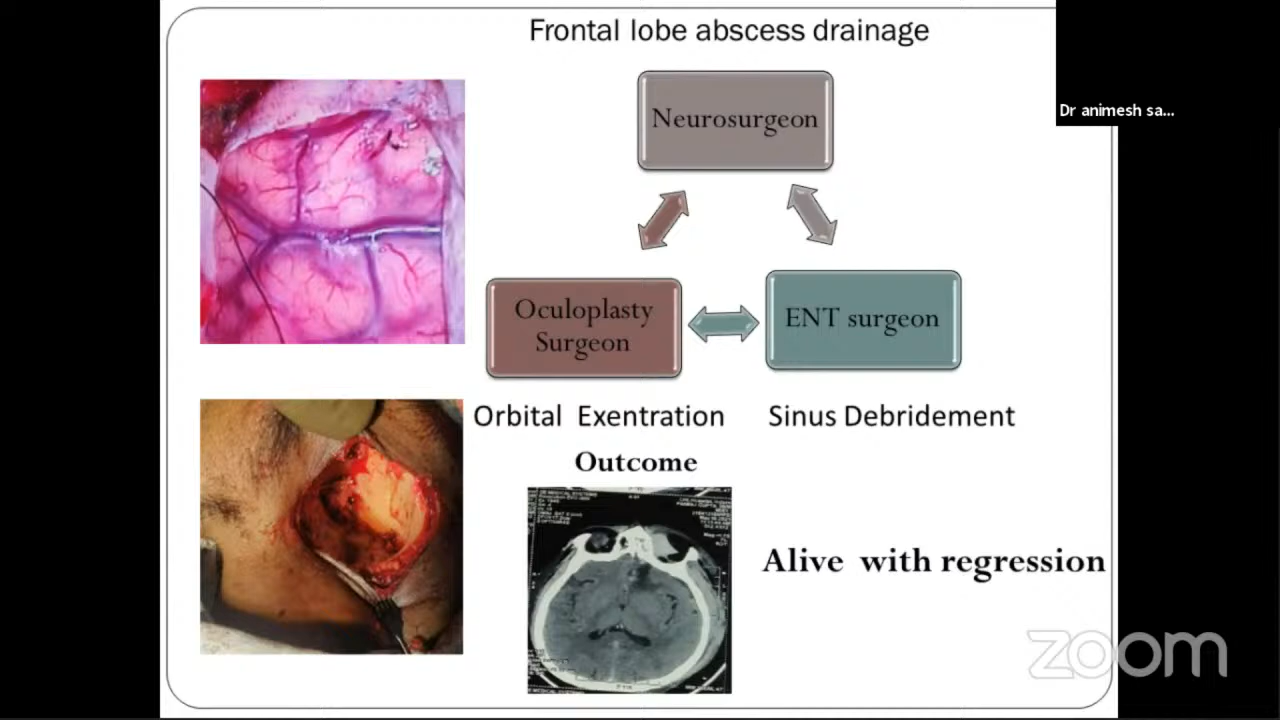 Frontal lobe abscess drainage
Neurosurgeon
Dr animesh sa...
Oculoplasty
Surgeon
ENT surgeon
Orbital Exentration
Sinus Debridement
Outcome
Alive with regression
zoom